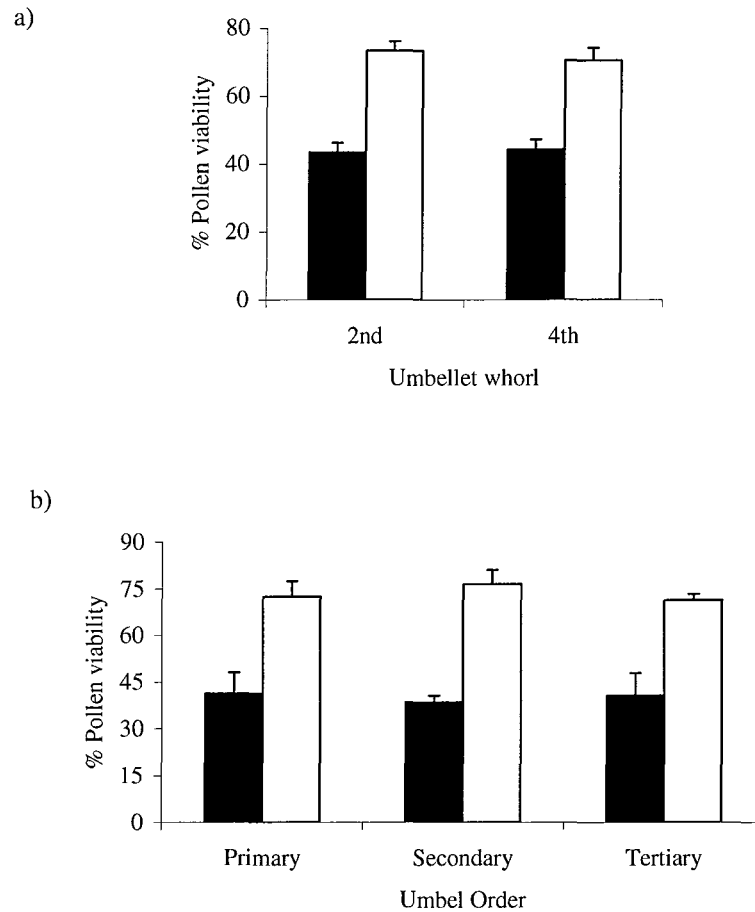 a)
80
60
40
20
0
% Pollen viability
2nd 4th
Umbellet whorl
b)
90
75
60
45
30
15
0
% Pollen viability
Primary Secondary Tertiary
Umbel Order